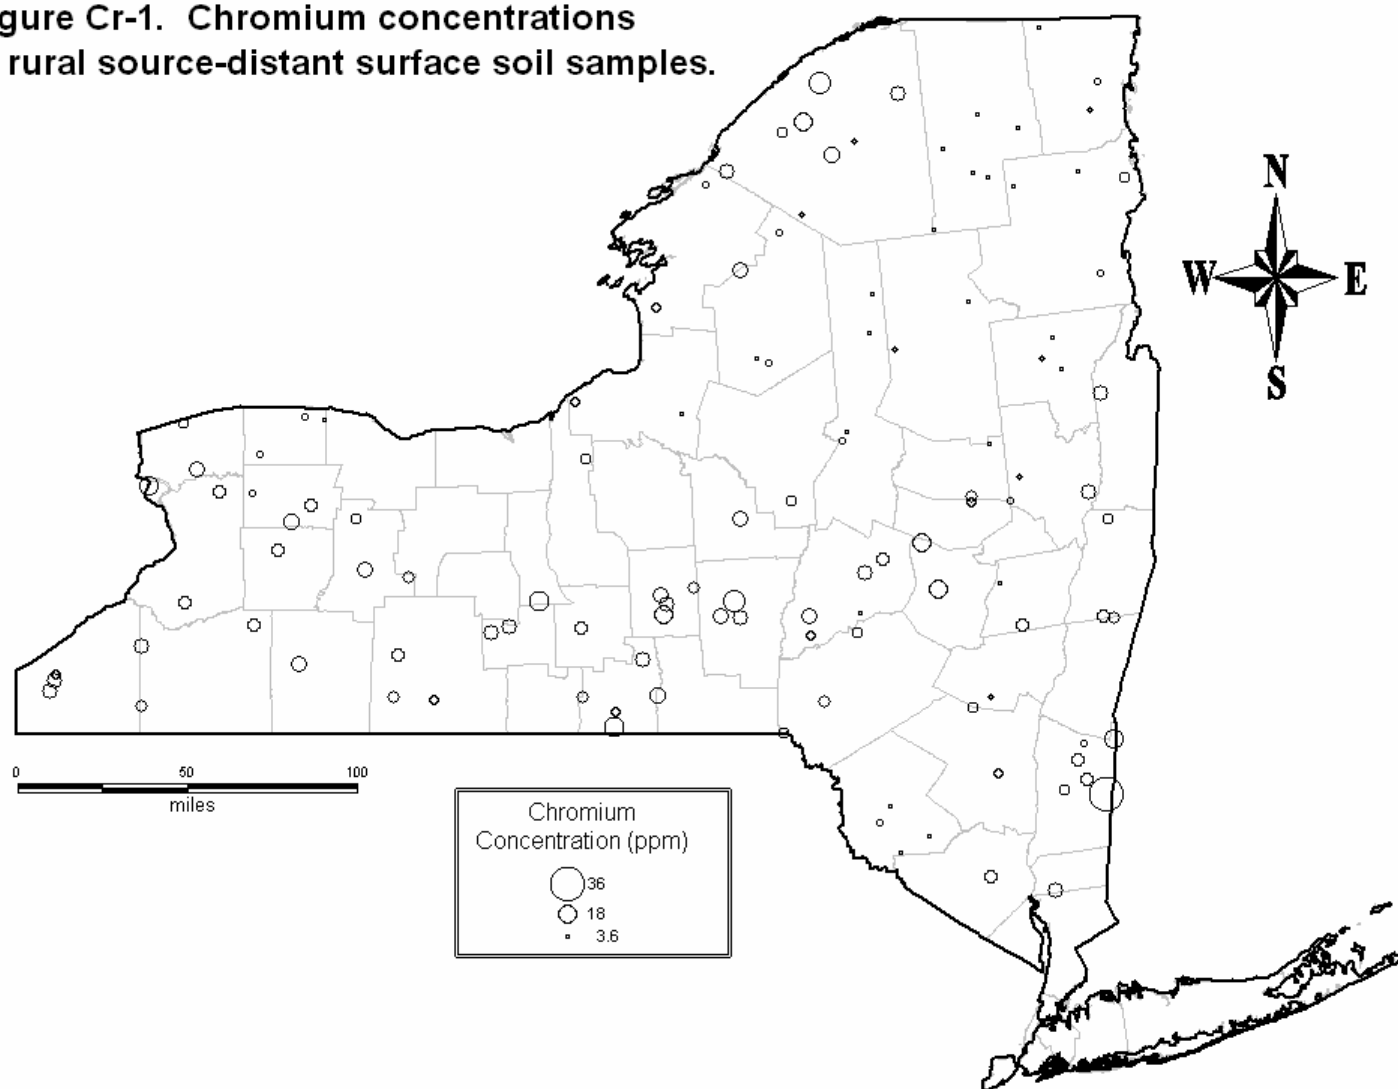 gure Cr-1. Chromium concentrations
rural source-distant surface soil samples.
N
W
E
S
0 50 100
miles
Chromium
Concentration (ppm)
36
18
3.6